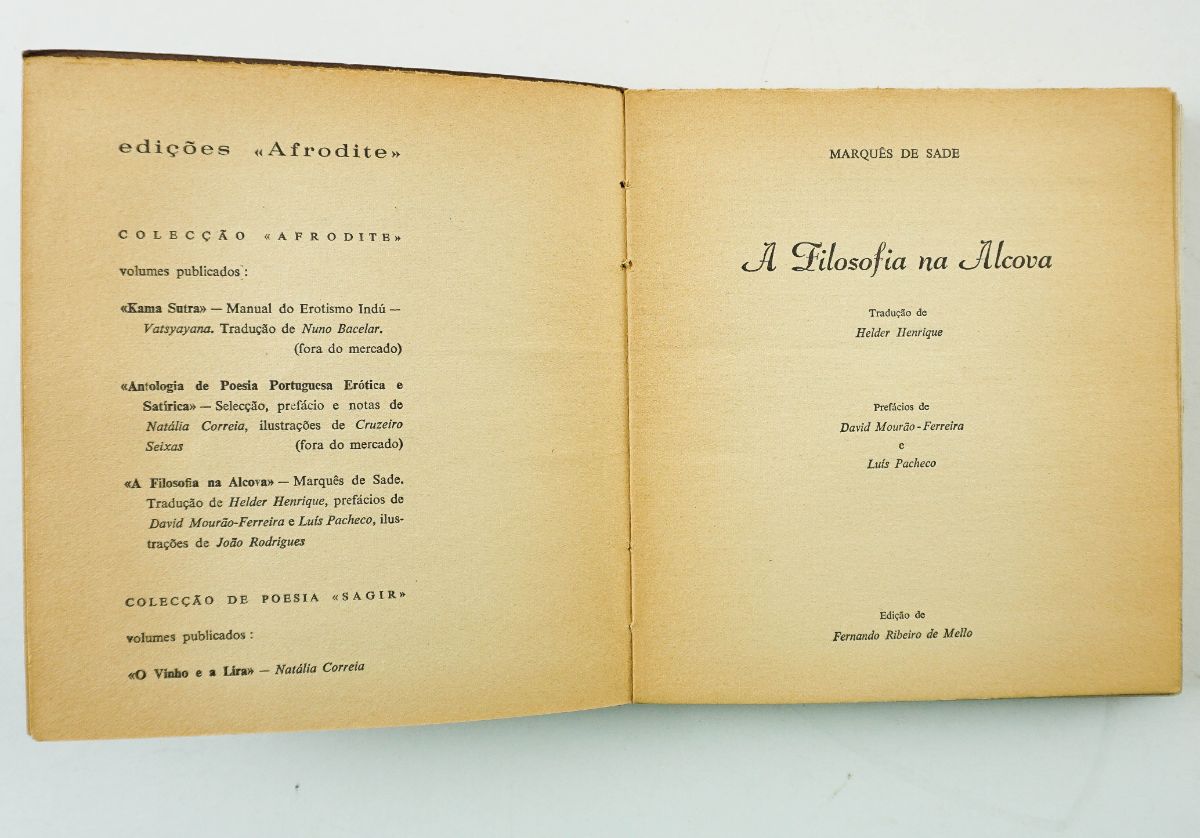 edições «Afrodite»
COLECÇÃO «AFRODITE»
volumes publicados :
«Kama Sutra» — Manual do Erotismo Indú —
Vatsyayana. Tradução de Nuno Bacelar.
(fora do mercado)
«Antologia de Poesia Portuguesa Erótica e
Satírica» — Selecção, prefácio e notas de
Natália Correia, ilustrações de Cruzeiro
Seixas (fora do mercado)
«A Filosofia na Alcova» — Marquês de Sade.
Tradução de Helder Henrique, prefácios de
David Mourão-Ferreira e Luís Pacheco, ilus-
trações de João Rodrigues
COLECÇÃO DE POESIA «SAGIR»
volumes publicados :
«O Vinho e a Lira» — Natália Correia
MARQUÊS DE SADE
A Filosofia na Alcova
Tradução de
Helder Henrique
Prefácios de
David Mourão-Ferreira
e
Luís Pacheco
Edição de
Fernando Ribeiro de Mello